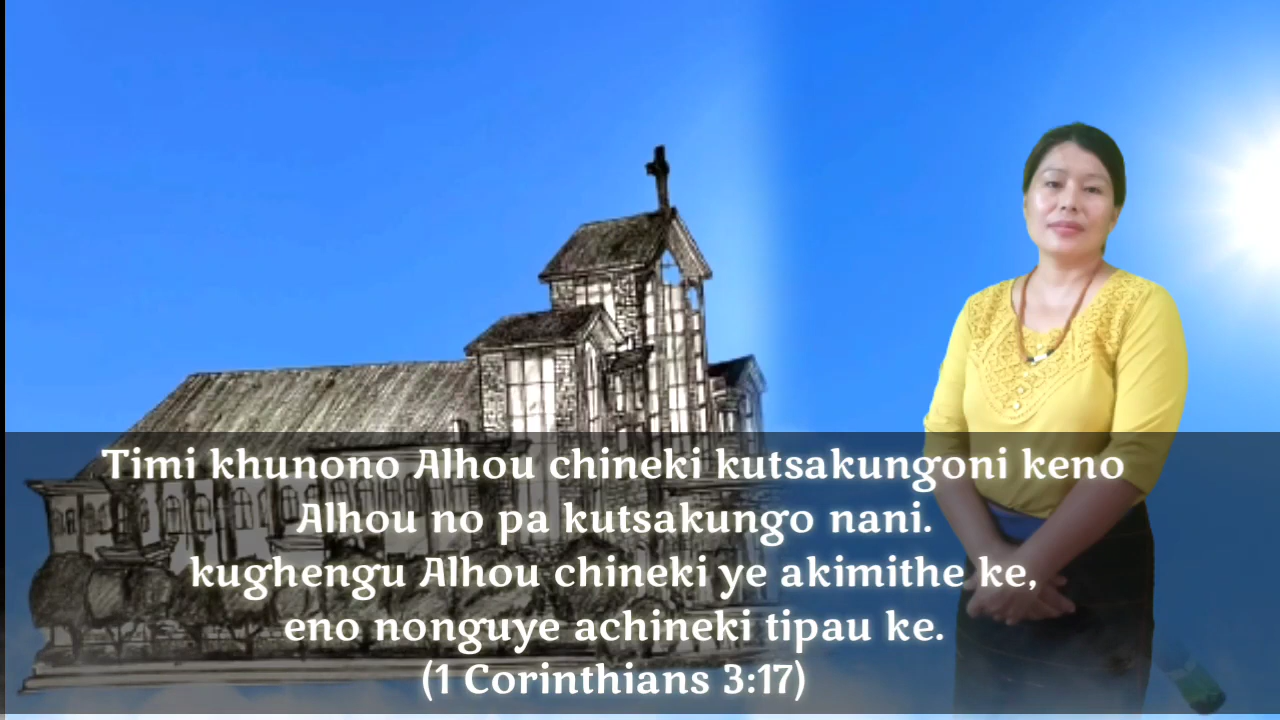 Timi khunono Alhou chineki kutsakungoni keno
Alhou no pa kutsakungo nani.
kughengu Alhou chineki ye akimithe ke,
eno nonguye achineki tipau ke.
(1 Corinthians 3:17)